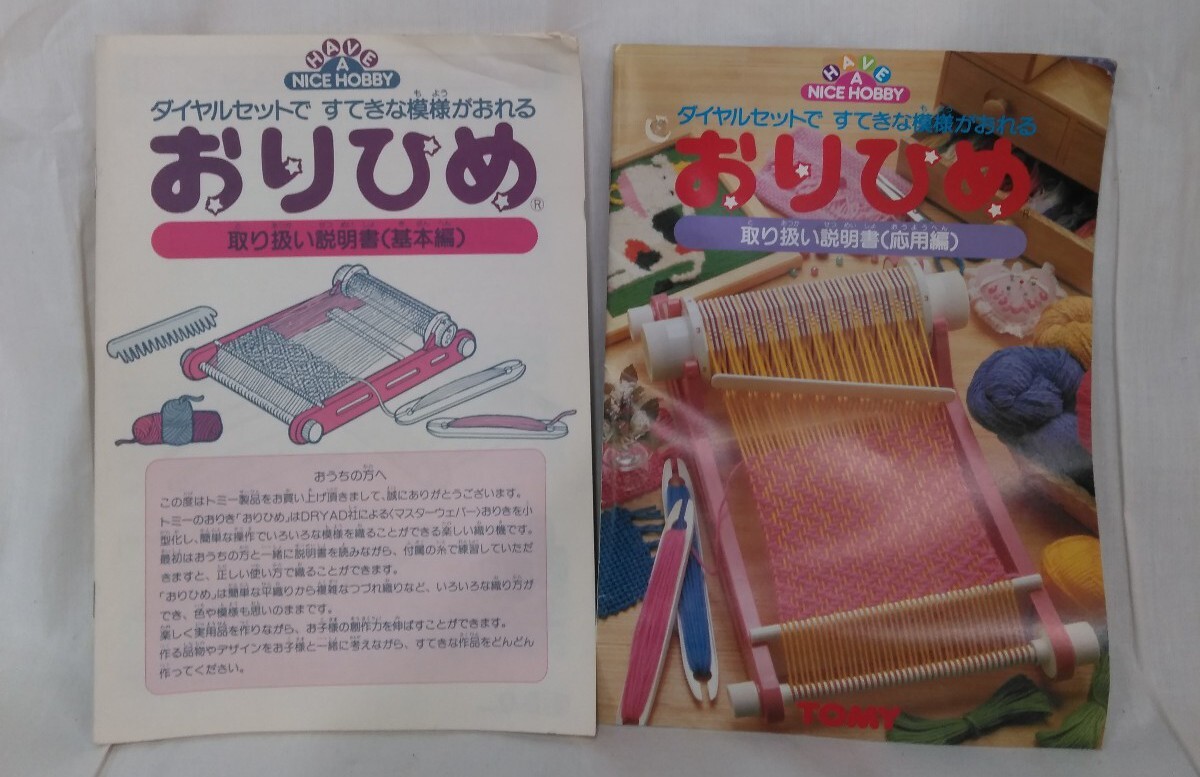 HAVE
A
NICE HOBBY
ダイヤルセットで すてきな模様がおれる
おりひめ®
取り扱い説明書(基本編)
おうちの方へ
この度はトミー製品をお買い上げ頂きまして、誠にありがとうございます。
トミーのおりき「おりひめ」はDRYAD社による〈マスターウェバー〉おりきを小
型化し、簡単な操作でいろいろな模様を織ることができる楽しい織り機です。
最初はおうちの方と一緒に説明書を読みながら、付属の糸で練習していただ
きますと、正しい使い方で織ることができます。
「おりひめ」は簡単な平織りから複雑なつづれ織りなど、いろいろな織り方が
でき、色や模様も思いのままです。
楽しく実用品を作りながら、お子様の創作力を伸ばすことができます。
作る品物やデザインをお子様と一緒に考えながら、すてきな作品をどんどん
作ってください。
HAVE
A
NICE HOBBY
ダイヤルセットで すてきな模様がおれる
おりひめ®
取り扱い説明書(応用編)
TOMY